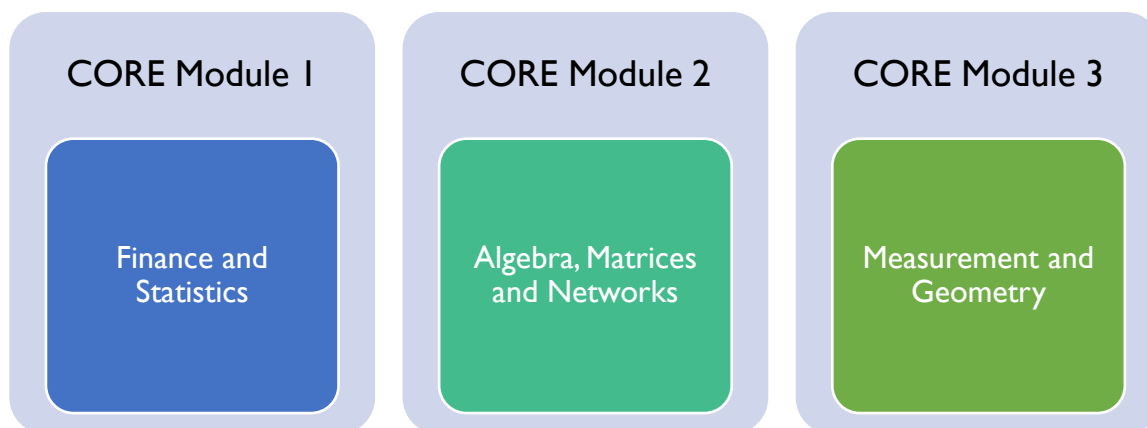 CORE Module 1
Finance and
Statistics
CORE Module 2
Algebra, Matrices
and Networks
CORE Module 3
Measurement and
Geometry